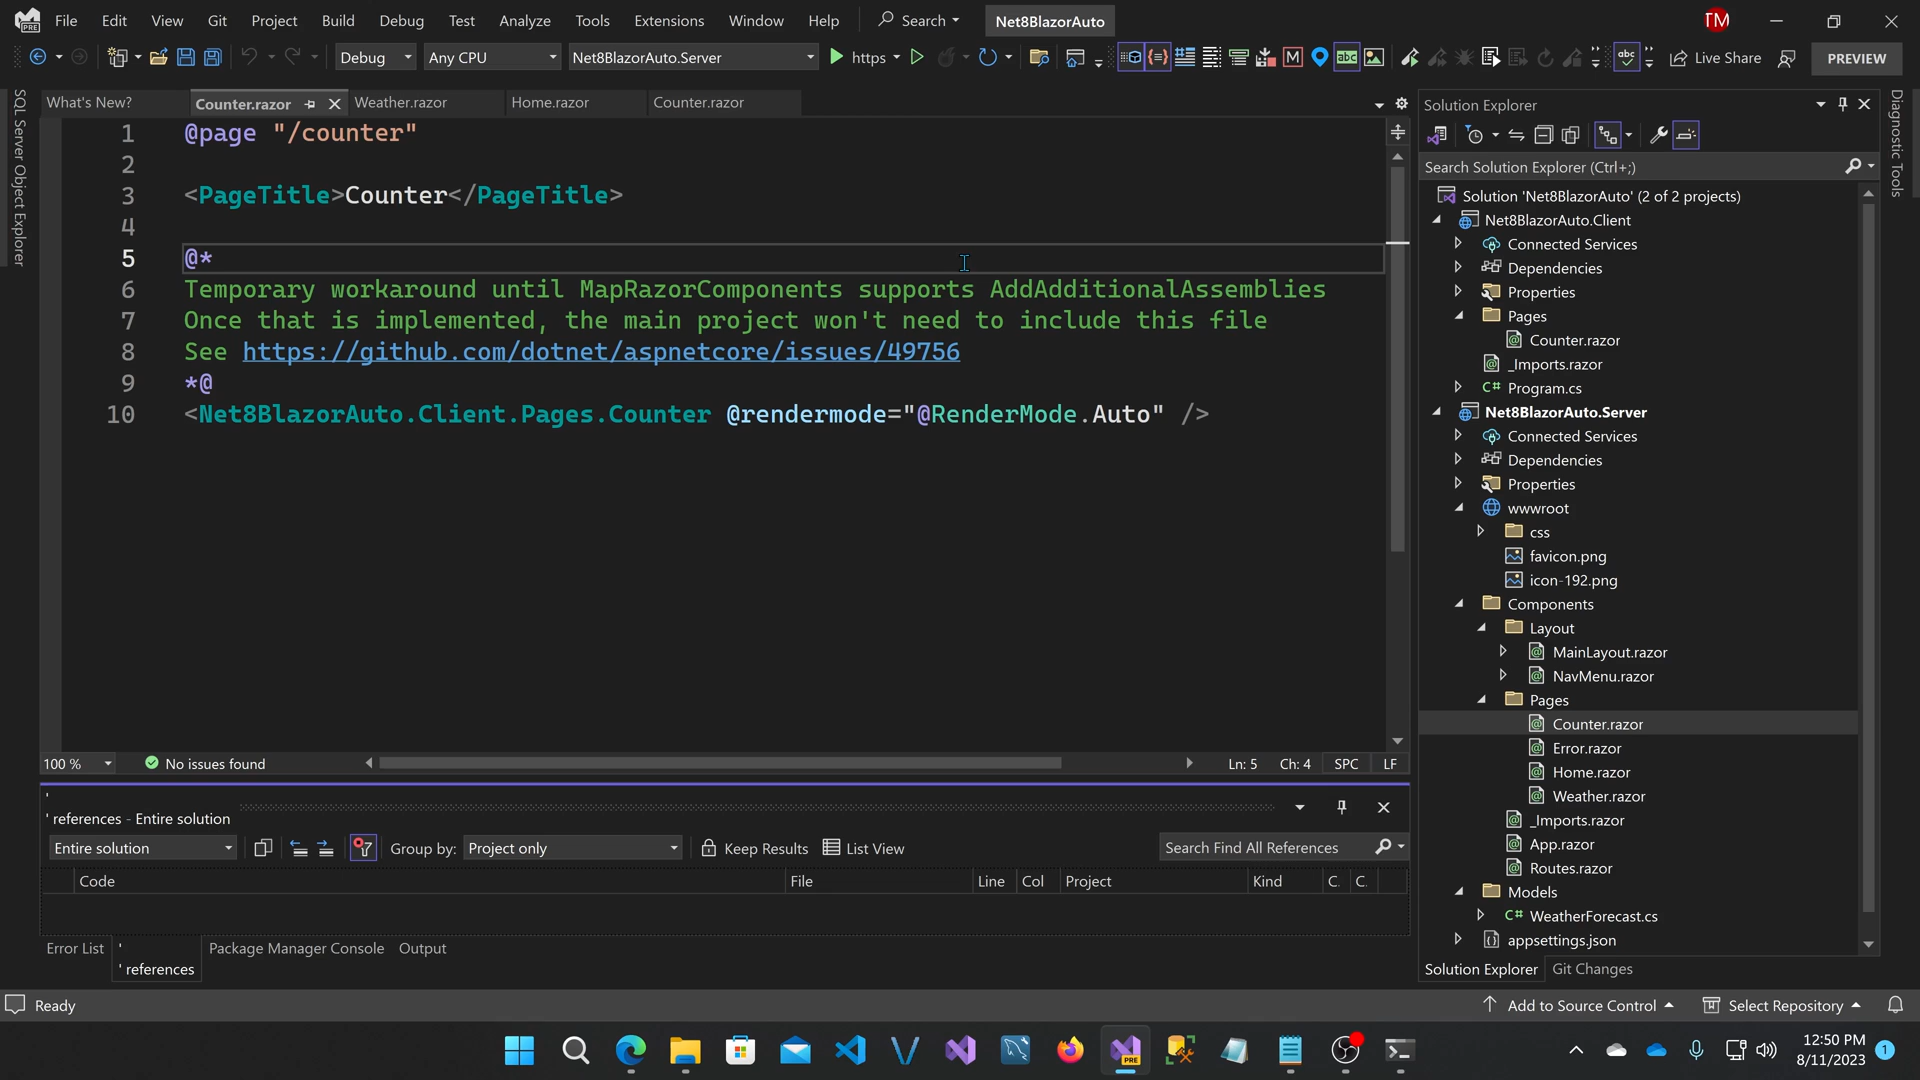 PRE
File Edit View Git Project Build Debug Test Analyze Tools Extensions Window Help Search Net8BlazorAuto TM
Debug Any CPU Net8BlazorAuto.Server https M abc abc Live Share PREVIEW
SQL Server Object Explorer
What's New? Counter.razor Weather.razor Home.razor Counter.razor
1 @page "/counter"
2
3 <PageTitle>Counter</PageTitle>
4
5 @*
6 Temporary workaround until MapRazorComponents supports AddAdditionalAssemblies
7 Once that is implemented, the main project won't need to include this file
8 See https://github.com/dotnet/aspnetcore/issues/49756
9 *@
10 <Net8BlazorAuto.Client.Pages.Counter @rendermode="@RenderMode.Auto" />
100 % No issues found Ln: 5 Ch: 4 SPC LF
'
' references - Entire solution
Entire solution Group by: Project only Keep Results List View Search Find All References
Code File Line Col Project Kind C. C.
Error List ' Package Manager Console Output
' references
Solution Explorer
Search Solution Explorer (Ctrl+;)
Solution 'Net8BlazorAuto' (2 of 2 projects)
Net8BlazorAuto.Client
Connected Services
Dependencies
Properties
Pages
Counter.razor
_Imports.razor
C# Program.cs
Net8BlazorAuto.Server
Connected Services
Dependencies
Properties
wwwroot
css
favicon.png
icon-192.png
Components
Layout
MainLayout.razor
NavMenu.razor
Pages
Counter.razor
Error.razor
Home.razor
Weather.razor
_Imports.razor
App.razor
Routes.razor
Models
C# WeatherForecast.cs
appsettings.json
Solution Explorer Git Changes
Diagnostic Tools
Ready Add to Source Control Select Repository
PRE
12:50 PM
8/11/2023 1